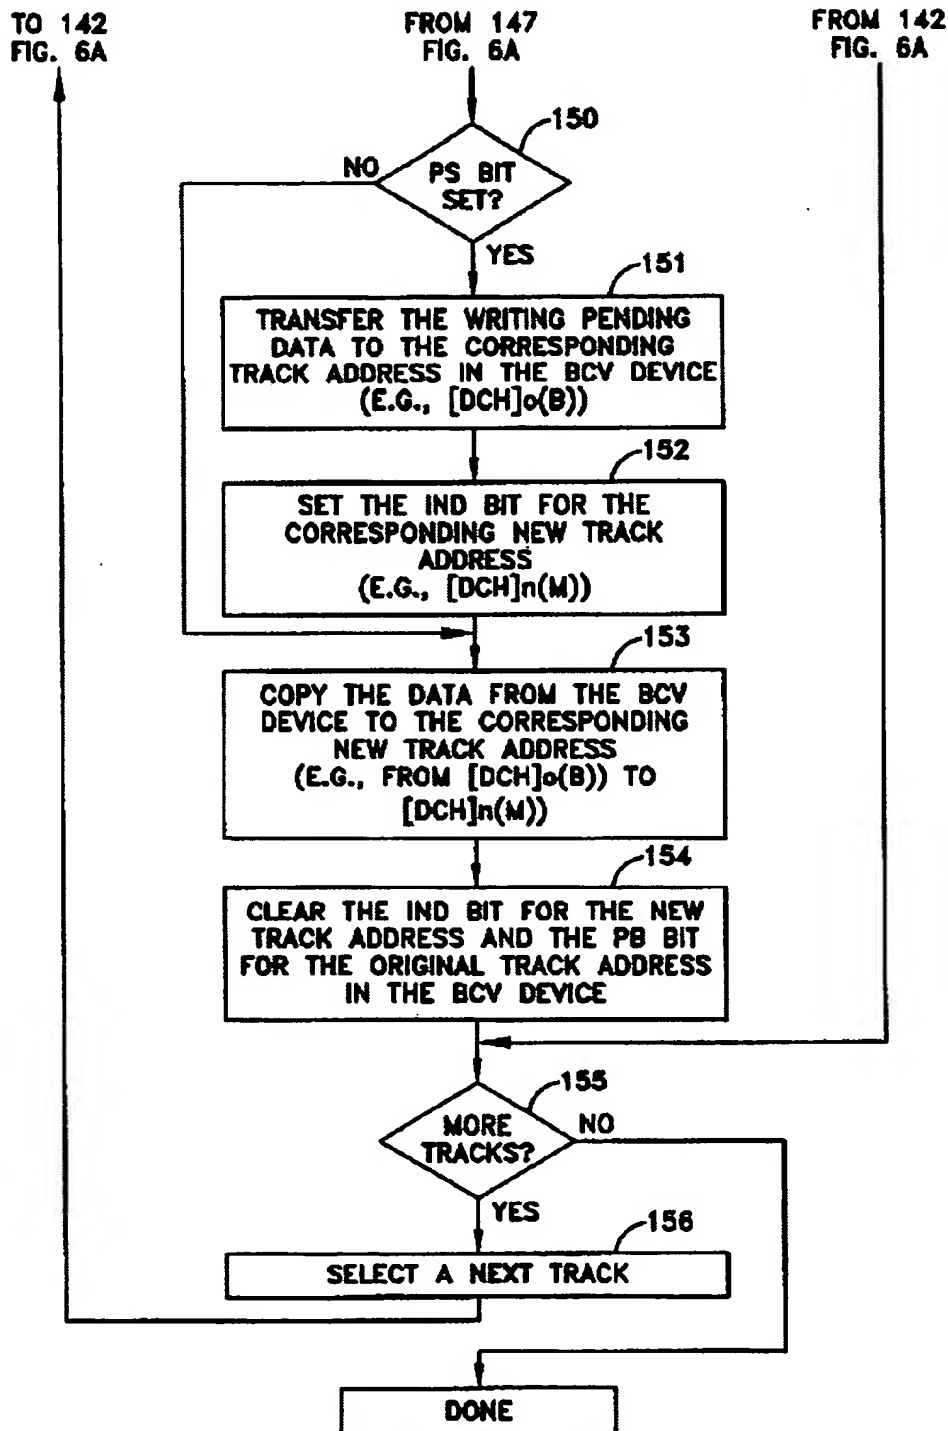 TO 142
FIG. 6A
FROM 147
FIG. 6A
FROM 142
FIG. 6A
150
PS BIT
SET?
NO
YES
151
TRANSFER THE WRITING PENDING
DATA TO THE CORRESPONDING
TRACK ADDRESS IN THE BCV DEVICE
(E.G., [DCH]o(B))
152
SET THE IND BIT FOR THE
CORRESPONDING NEW TRACK
ADDRESS
(E.G., [DCH]n(M))
153
COPY THE DATA FROM THE BCV
DEVICE TO THE CORRESPONDING
NEW TRACK ADDRESS
(E.G., FROM [DCH]o(B)) TO
[DCH]n(M))
154
CLEAR THE IND BIT FOR THE NEW
TRACK ADDRESS AND THE PB BIT
FOR THE ORIGINAL TRACK ADDRESS
IN THE BCV DEVICE
155
MORE
TRACKS?
NO
YES
156
SELECT A NEXT TRACK
DONE